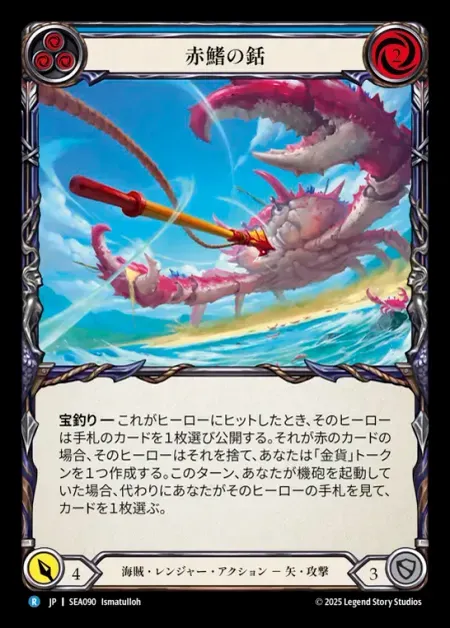 2
赤鰭の銛
宝釣り ー これがヒーローにヒットしたとき、そのヒーロー
は手札のカードを1枚選び公開する。それが赤のカードの
場合、そのヒーローはそれを捨て、あなたは「金貨」トーク
ンを1つ作成する。このターン、あなたが機砲を起動して
いた場合、代わりにあなたがそのヒーローの手札を見て、
カードを1枚選ぶ。
4
海賊・レンジャー・アクション ー 矢・攻撃
3
R JP | SEA090 Ismatulloh
© 2025 Legend Story Studios